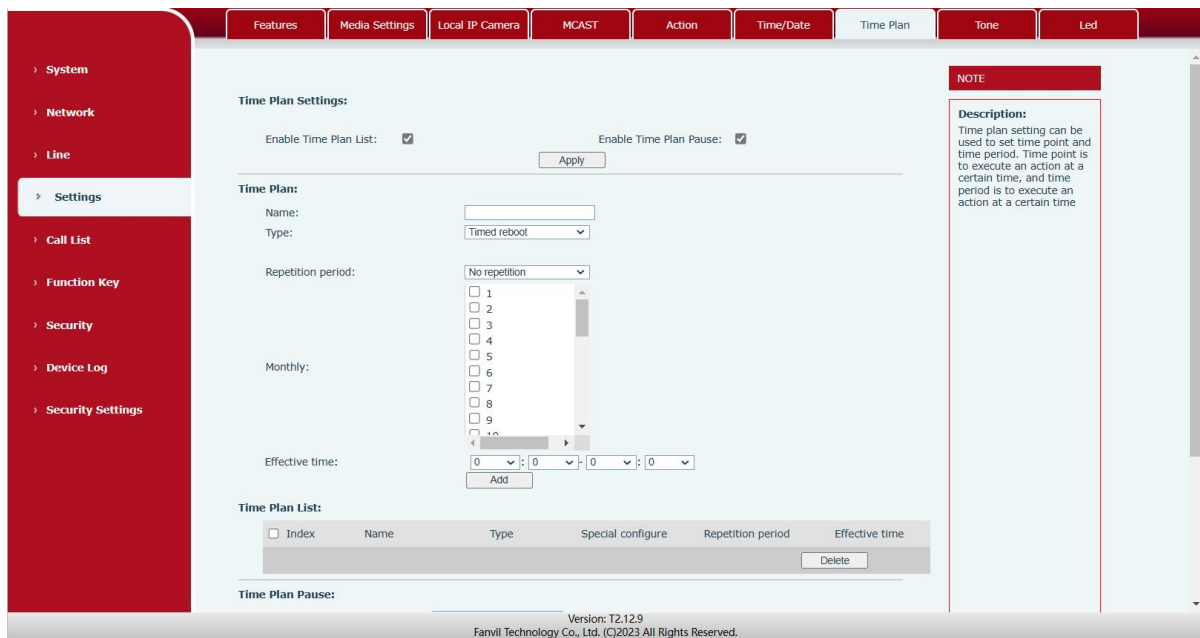 Features Media Settings Local IP Camera MCAST Action Time/Date Time Plan Tone Led
› System
› Network
› Line
› Settings
› Call List
› Function Key
› Security
› Device Log
› Security Settings
Time Plan Settings:
Enable Time Plan List: Enable Time Plan Pause:
Apply
Time Plan:
Name:
Type: Timed reboot
Repetition period: No repetition
1
2
3
4
5
Monthly: 6
7
8
9
10
Effective time: 0 : 0 - 0 : 0
Add
Time Plan List:
Index Name Type Special configure Repetition period Effective time
Delete
Time Plan Pause:
NOTE
Description:
Time plan setting can be
used to set time point and
time period. Time point is
to execute an action at a
certain time, and time
period is to execute an
action at a certain time
Version: T2.12.9
Fanvil Technology Co., Ltd. (C)2023 All Rights Reserved.